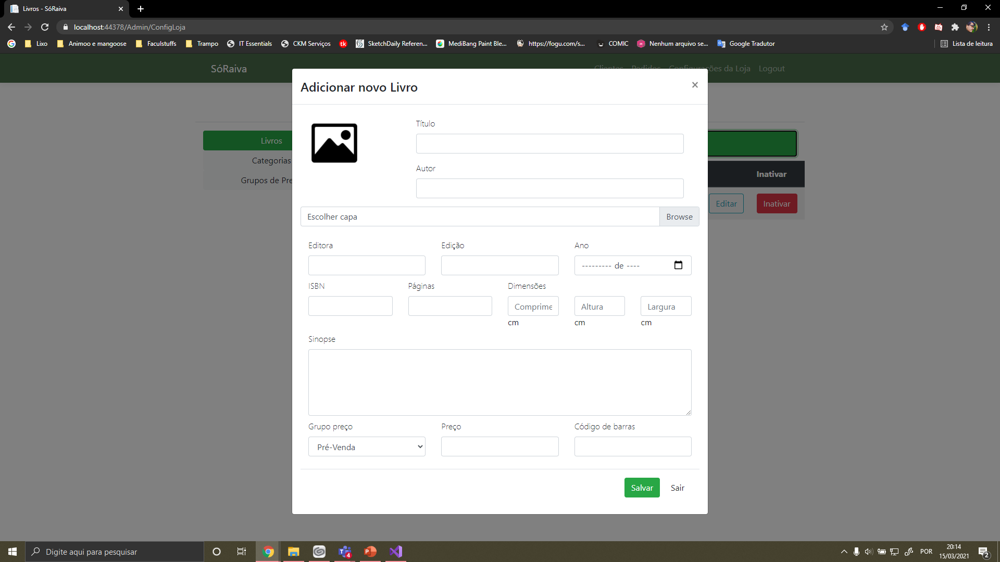 Livros - SóRaiva
localhost:44378/Admin/ConfigLoja
Lixo
Animoo e mangoose
Faculstuffs
Trampo
IT Essentials
CKM Serviços
tk
SketchDaily Referen...
MediBang Paint Ble...
https://fogu.com/s...
COMIC
Nenhum arquivo se...
Google Tradutor
Lista de leitura
SóRaiva
Clientes
Pedidos
Configurações da Loja
Logout
Adicionar novo Livro
×
Livros
Categorias
Grupos de Pre
Inativar
Editar
Inativar
Título
Autor
Escolher capa
Browse
Editora
Edição
Ano
--------- de ----
ISBN
Páginas
Dimensões
Comprime
Altura
Largura
cm
cm
cm
Sinopse
Grupo preço
Preço
Código de barras
Pré-Venda
Salvar
Sair
Digite aqui para pesquisar
4
POR
20:14
15/03/2021
2